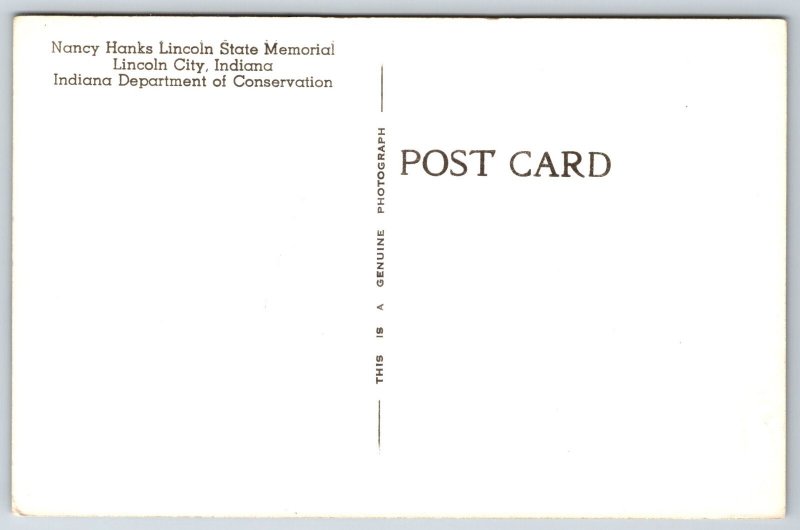 Nancy Hanks Lincoln State Memorial
Lincoln City, Indiana
Indiana Department of Conservation
THIS IS A GENUINE PHOTOGRAPH
POST CARD